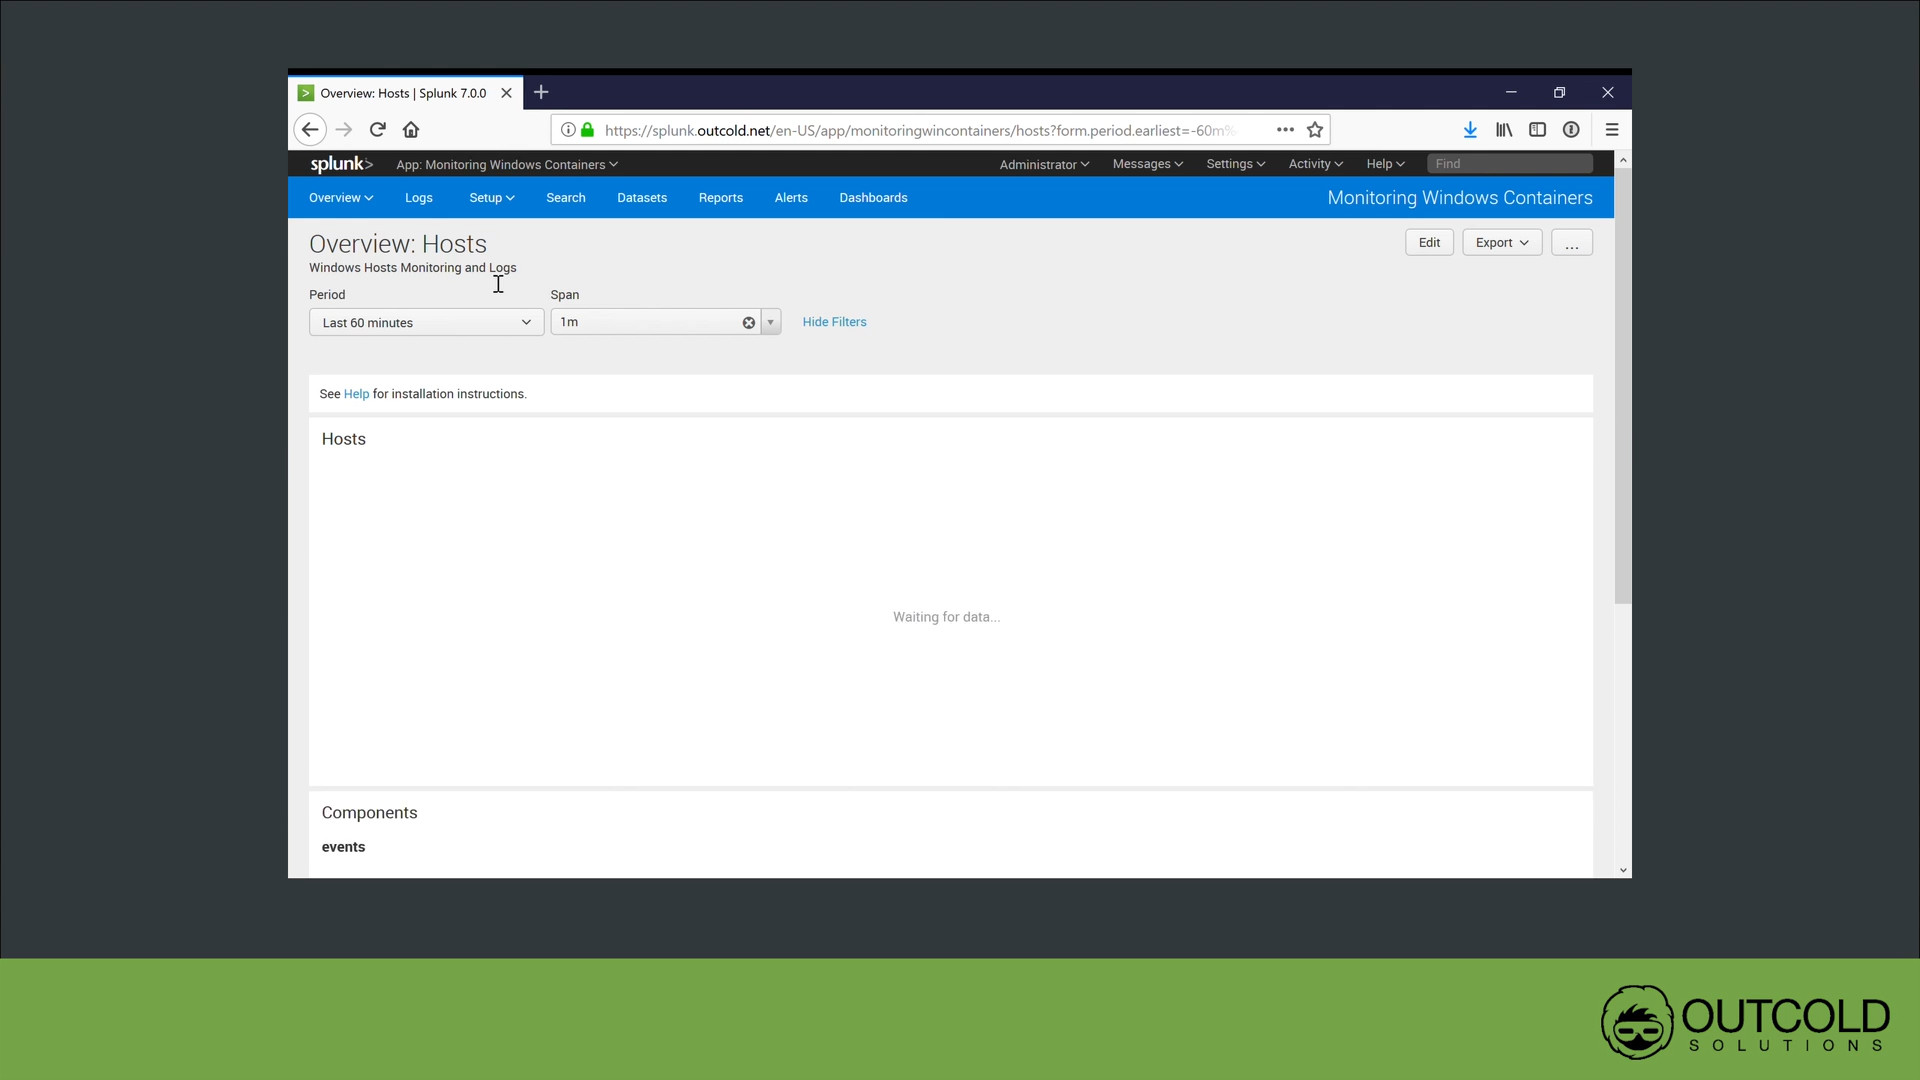 Overview: Hosts | Splunk 7.0.0
https://splunk.outcold.net/en-US/app/monitoringwincontainers/hosts?form.period.earliest=-60m%
splunk> App: Monitoring Windows Containers Administrator Messages Settings Activity Help Find
Overview Logs Setup Search Datasets Reports Alerts Dashboards Monitoring Windows Containers
Overview: Hosts Edit Export ...
Windows Hosts Monitoring and Logs
Period Span
Last 60 minutes 1m Hide Filters
See Help for installation instructions.
Hosts
Waiting for data...
Components
events
OUTCOLD
SOLUTIONS